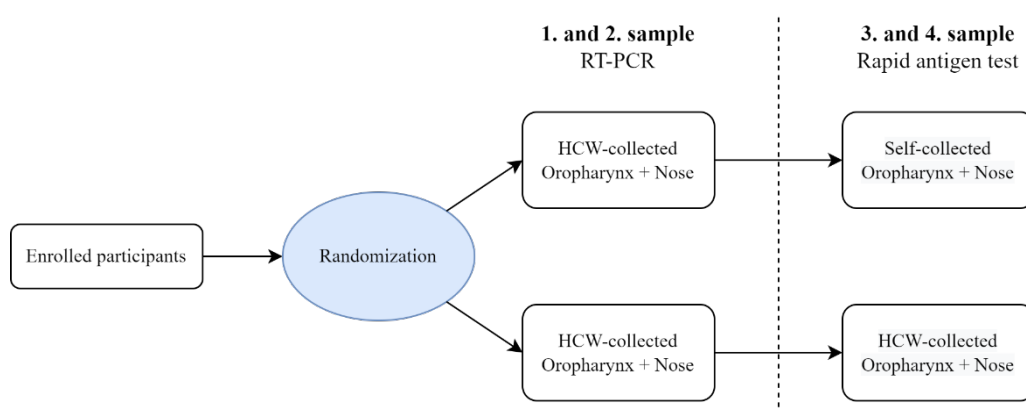 1. and 2. sample
RT-PCR
3. and 4. sample
Rapid antigen test
HCW-collected
Oropharynx + Nose
Self-collected
Oropharynx + Nose
Enrolled participants
Randomization
HCW-collected
Oropharynx + Nose
HCW-collected
Oropharynx + Nose